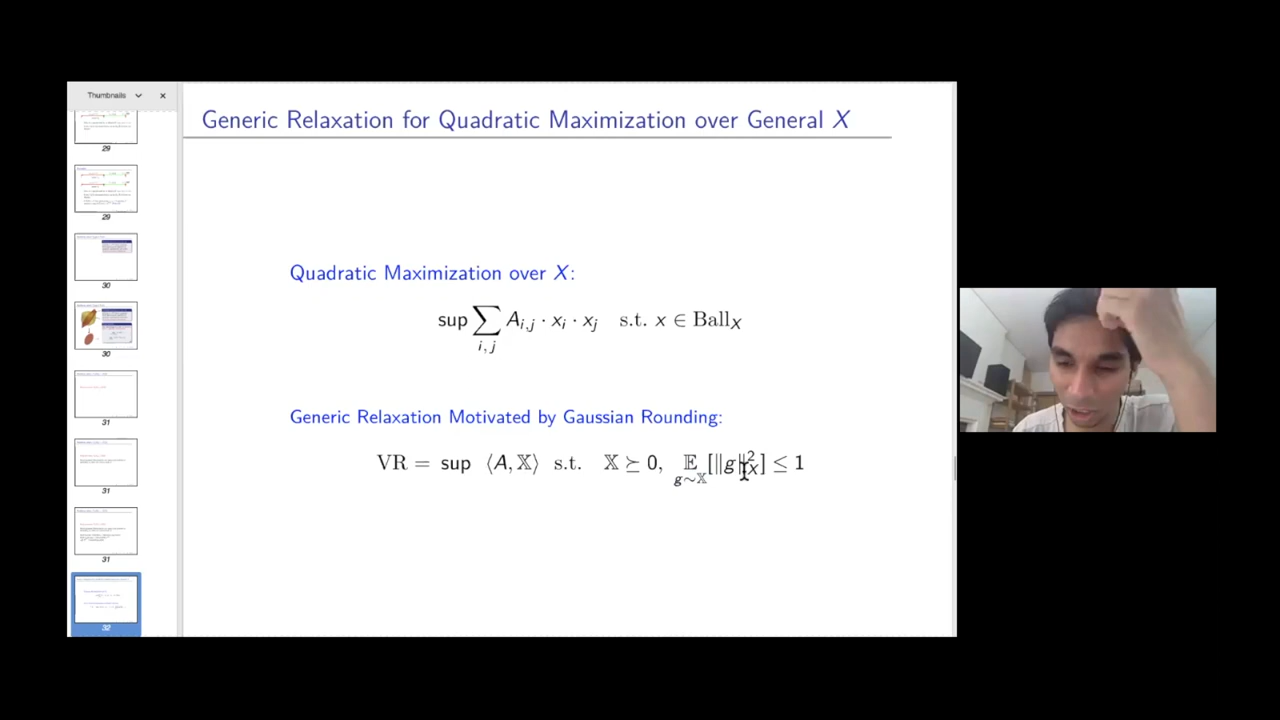 Thumbnails
29
29
30
30
31
31
31
32
Generic Relaxation for Quadratic Maximization over General X
Quadratic Maximization over X:
sup ∑_{i,j} A_{i,j} · x_i · x_j s.t. x ∈ Ball_X
Generic Relaxation Motivated by Gaussian Rounding:
VR = sup ⟨A, 𝕏⟩ s.t. 𝕏 ⪰ 0, 𝔼_{g∼𝕏} [‖g‖²_X] ≤ 1